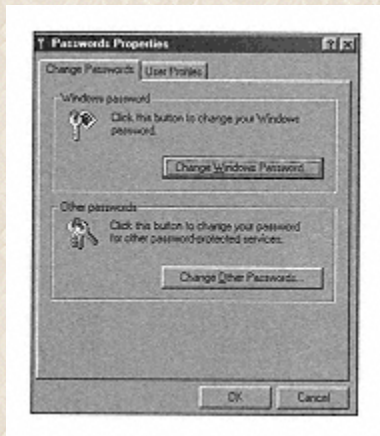 Passwords Properties
Change Passwords User Profiles
Windows password
Click this button to change your Windows
password.
Change Windows Password...
Other passwords
Click this button to change your password
for other password-protected services.
Change Other Passwords...
OK Cancel